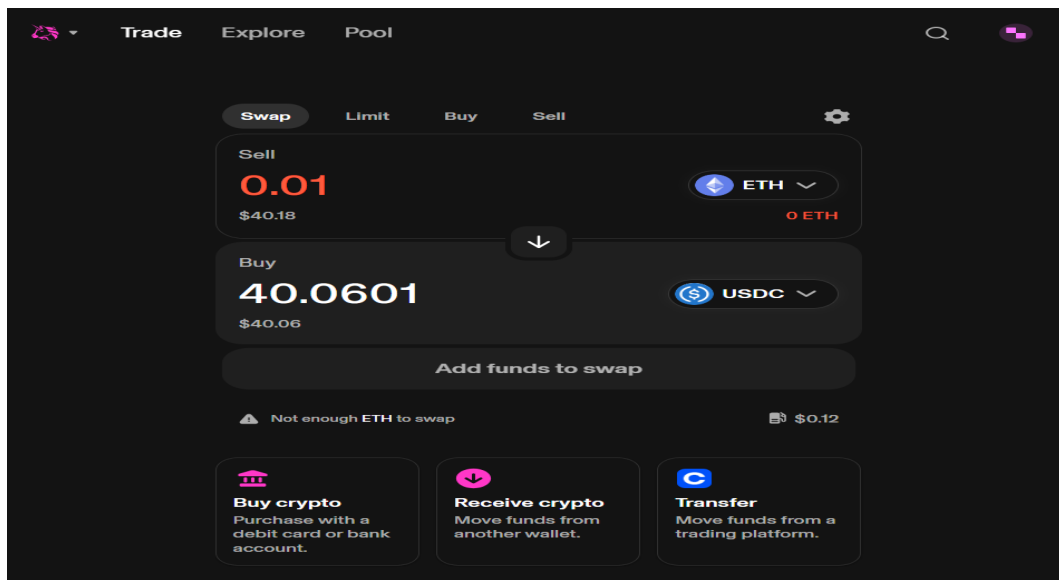 Trade Explore Pool
Swap Limit Buy Sell
Sell
0.01 ETH
$40.18 0 ETH
Buy
40.0601 USDC
$40.06
Add funds to swap
Not enough ETH to swap $0.12
Buy crypto
Purchase with a
debit card or bank
account.
Receive crypto
Move funds from
another wallet.
Transfer
Move funds from a
trading platform.